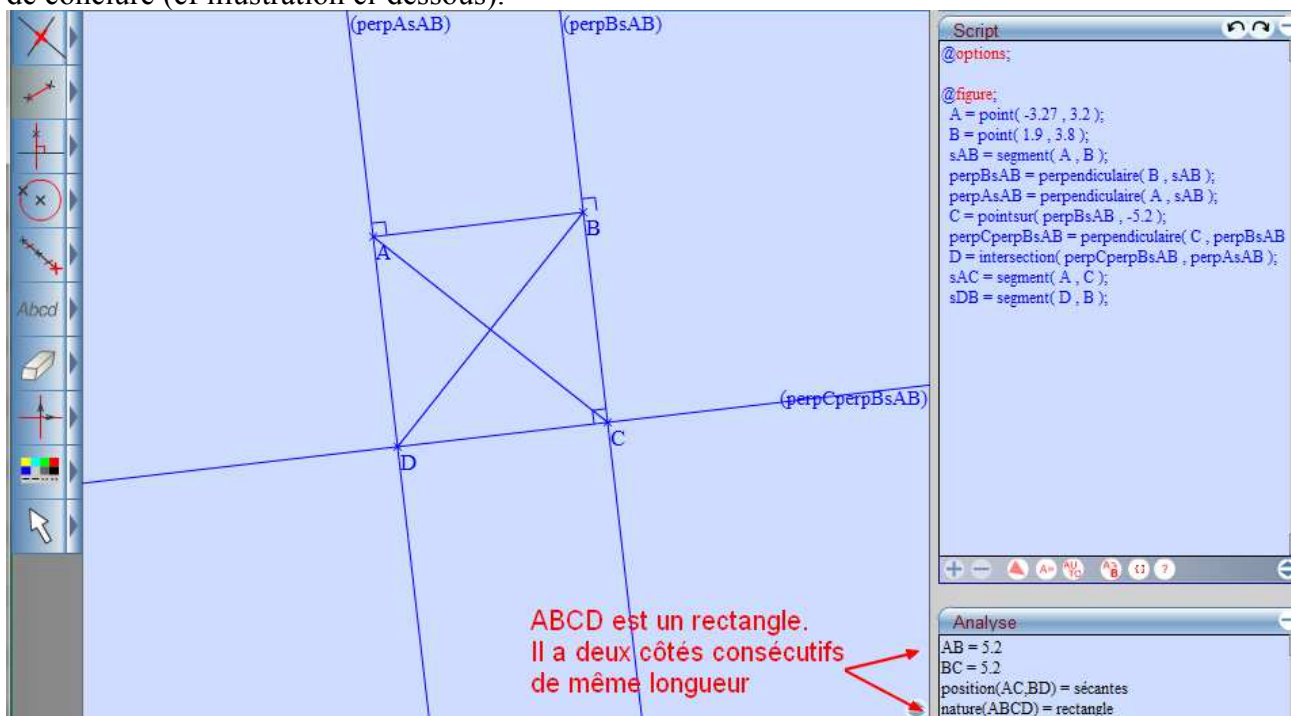 de conclure (cf illustration ci-dessous):
(perpAsAB)
(perpBsAB)
A
B
(perpCperpBsAB)
C
D
Abcd
ABCD est un rectangle.
Il a deux côtés consécutifs
de même longueur
Script
@options;
@figure;
A = point( -3.27 , 3.2 );
B = point( 1.9 , 3.8 );
sAB = segment( A , B );
perpBsAB = perpendiculaire( B , sAB );
perpAsAB = perpendiculaire( A , sAB );
C = pointsur( perpBsAB , -5.2 );
perpCperpBsAB = perpendiculaire( C , perpBsAB
D = intersection( perpCperpBsAB , perpAsAB );
sAC = segment( A , C );
sDB = segment( D , B );
Analyse
AB = 5.2
BC = 5.2
position(AC,BD) = sécantes
nature(ABCD) = rectangle